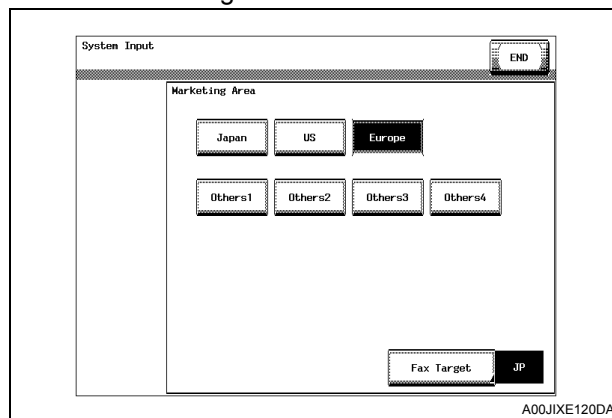 System Input
END
Marketing Area
Japan US Europe
Others1 Others2 Others3 Others4
Fax Target JP
A00JIXE120DA